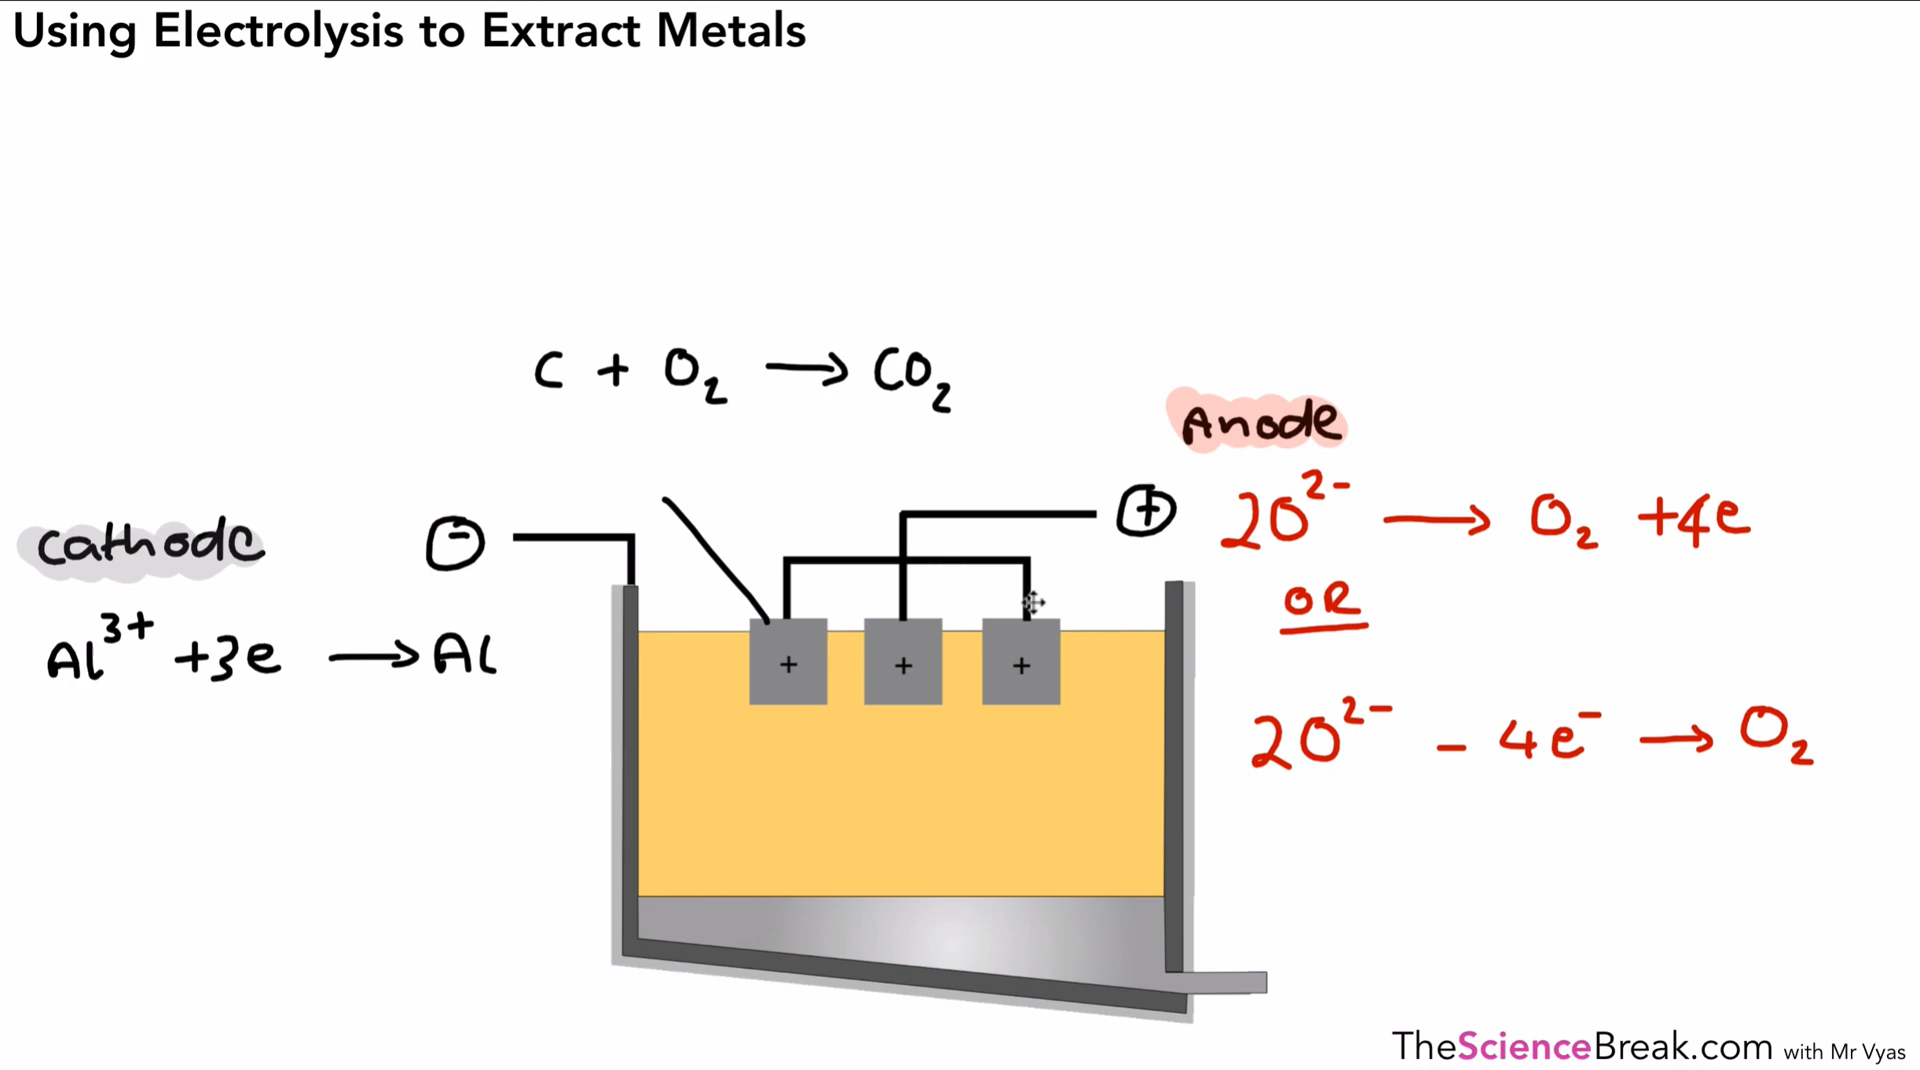 Using Electrolysis to Extract Metals
C + O₂ → CO₂
Anode
2O²⁻ → O₂ + 4e
OR
2O²⁻ - 4e⁻ → O₂
cathode
Al³⁺ + 3e → Al
-
+
+ + +
TheScienceBreak.com with Mr Vyas